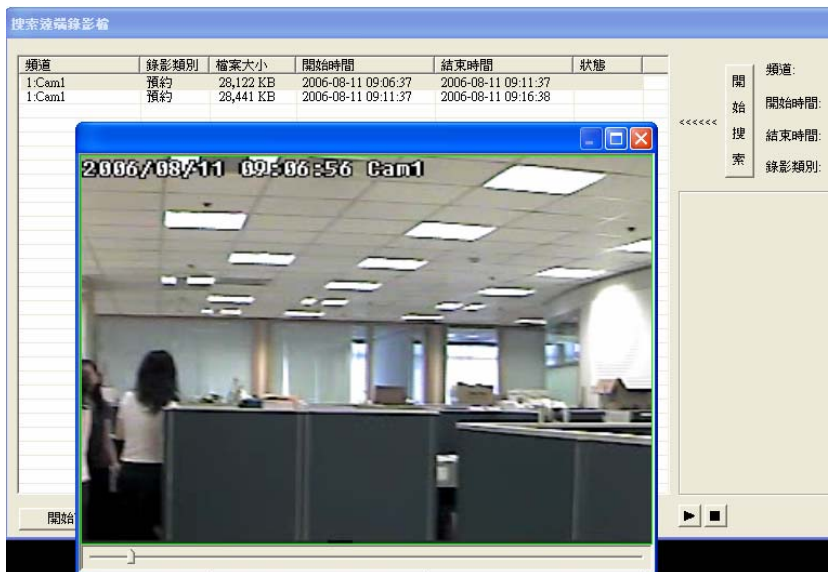 搜索遠端錄影檔
頻道 錄影類別 檔案大小 開始時間 結束時間 狀態
1:Cam1 預約 28,122 KB 2006-08-11 09:06:37 2006-08-11 09:11:37
1:Cam1 預約 28,441 KB 2006-08-11 09:11:37 2006-08-11 09:16:38
2006/08/11 09:06:56 Cam1
<<<<<<
開始搜索
頻道:
開始時間:
結束時間:
錄影類別:
開始